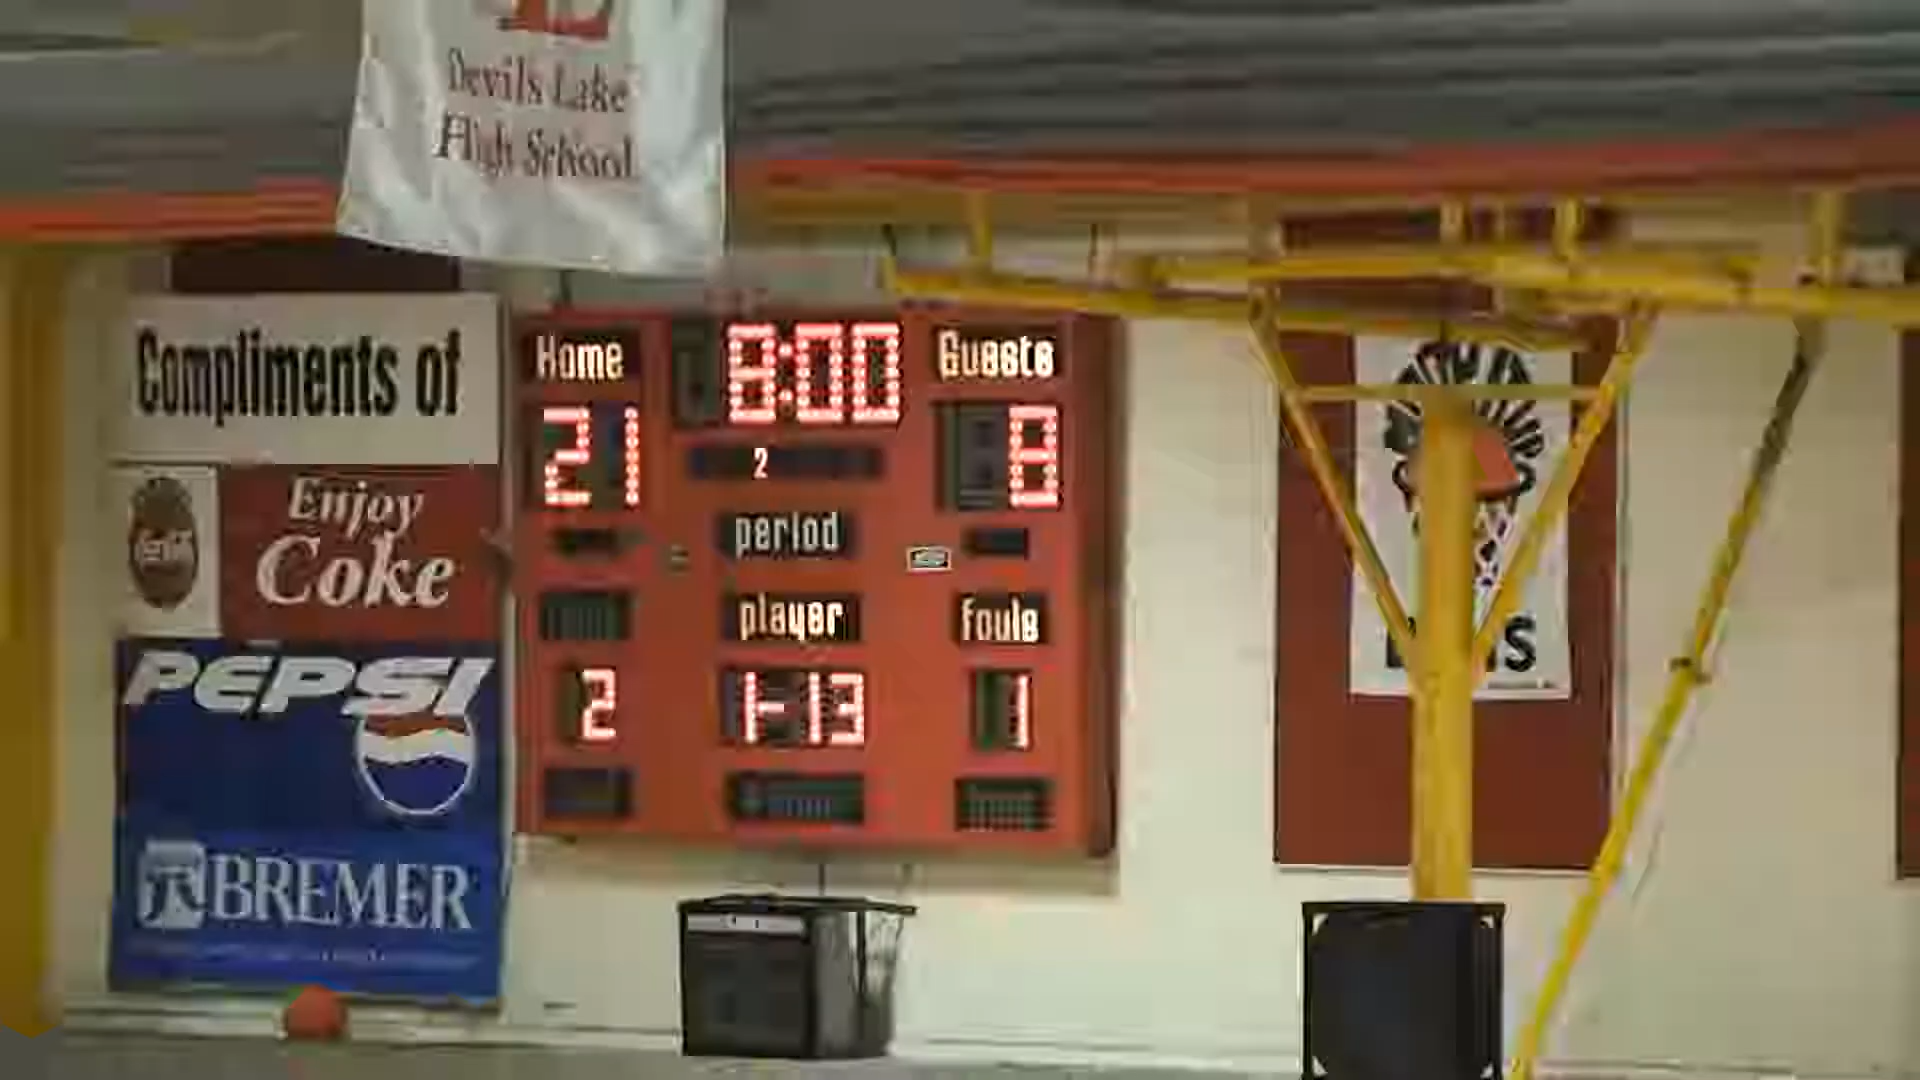 Devils Lake
High School
Compliments of
Enjoy
Coke
PEPSI
BREMER
Home
8:00
Guests
21
2
8
period
player
fouls
2
1-13
1